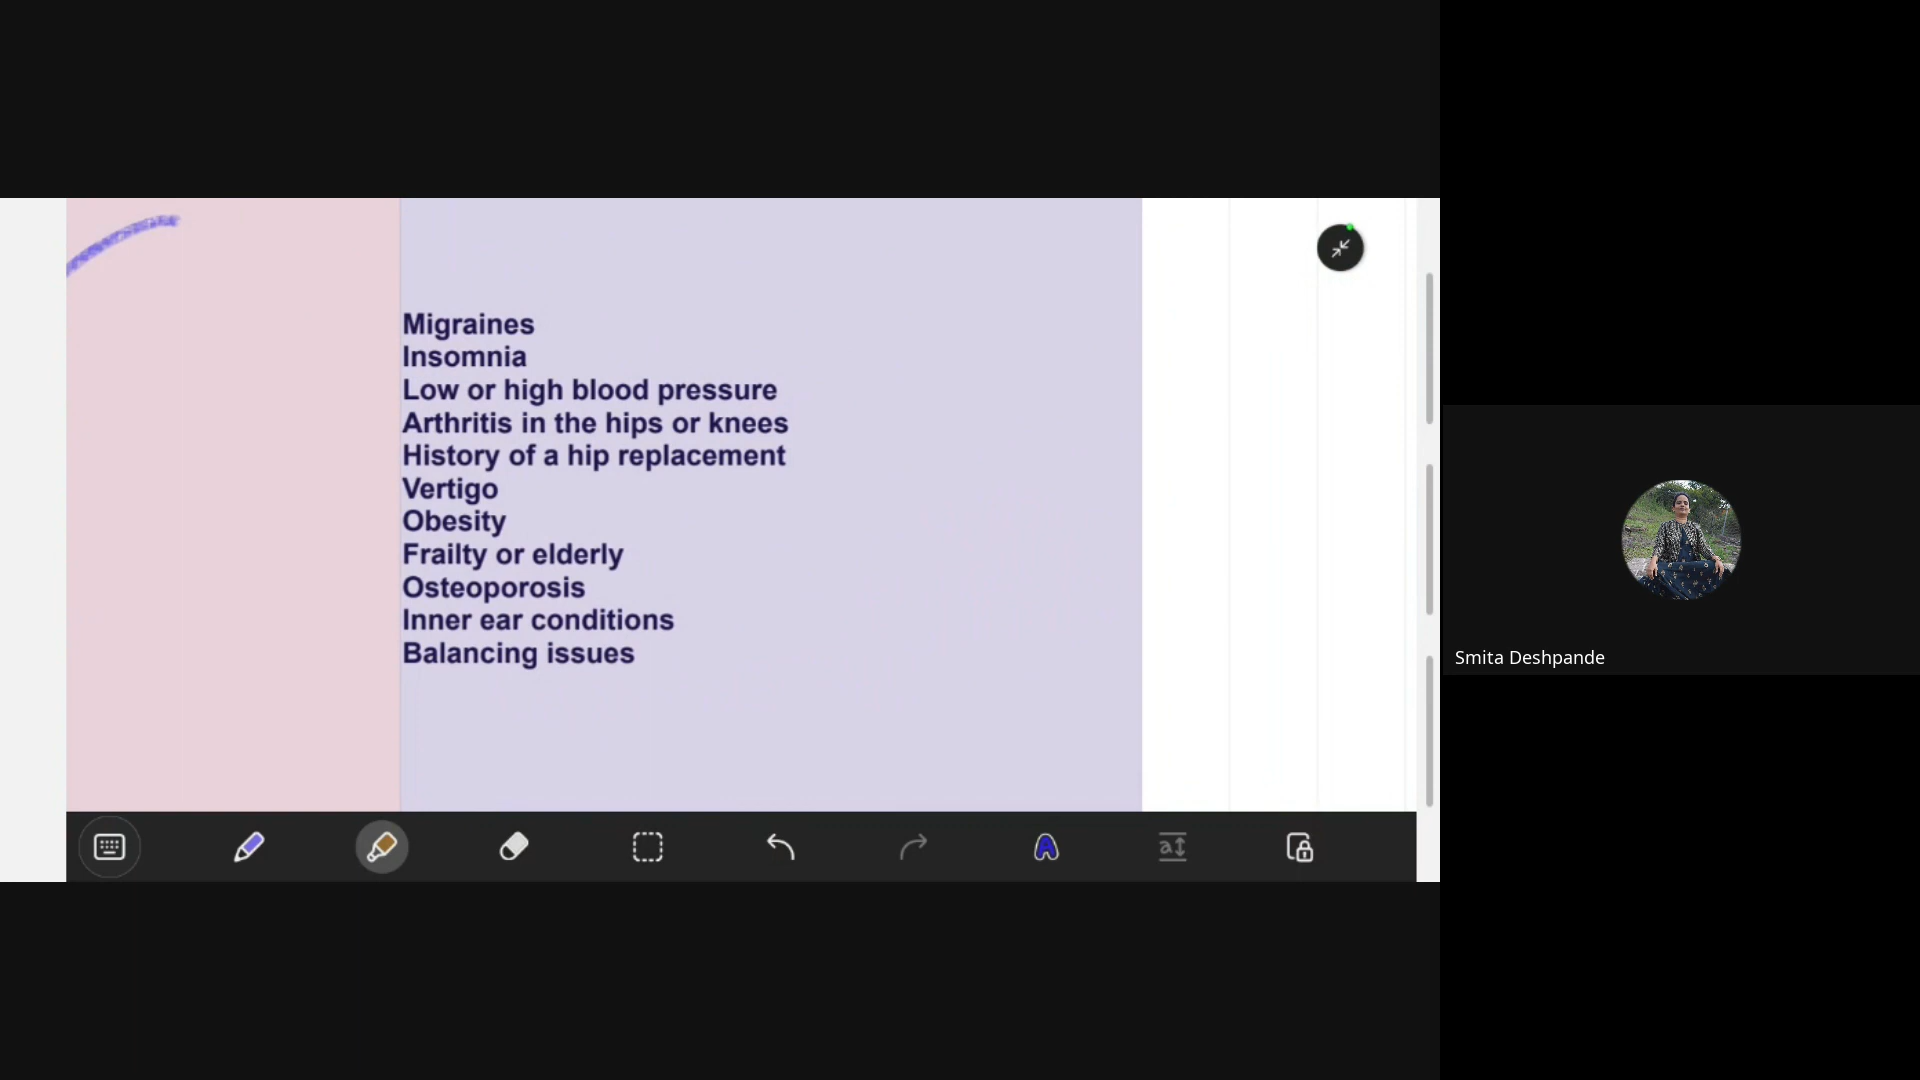 Migraines
Insomnia
Low or high blood pressure
Arthritis in the hips or knees
History of a hip replacement
Vertigo
Obesity
Frailty or elderly
Osteoporosis
Inner ear conditions
Balancing issues
Smita Deshpande